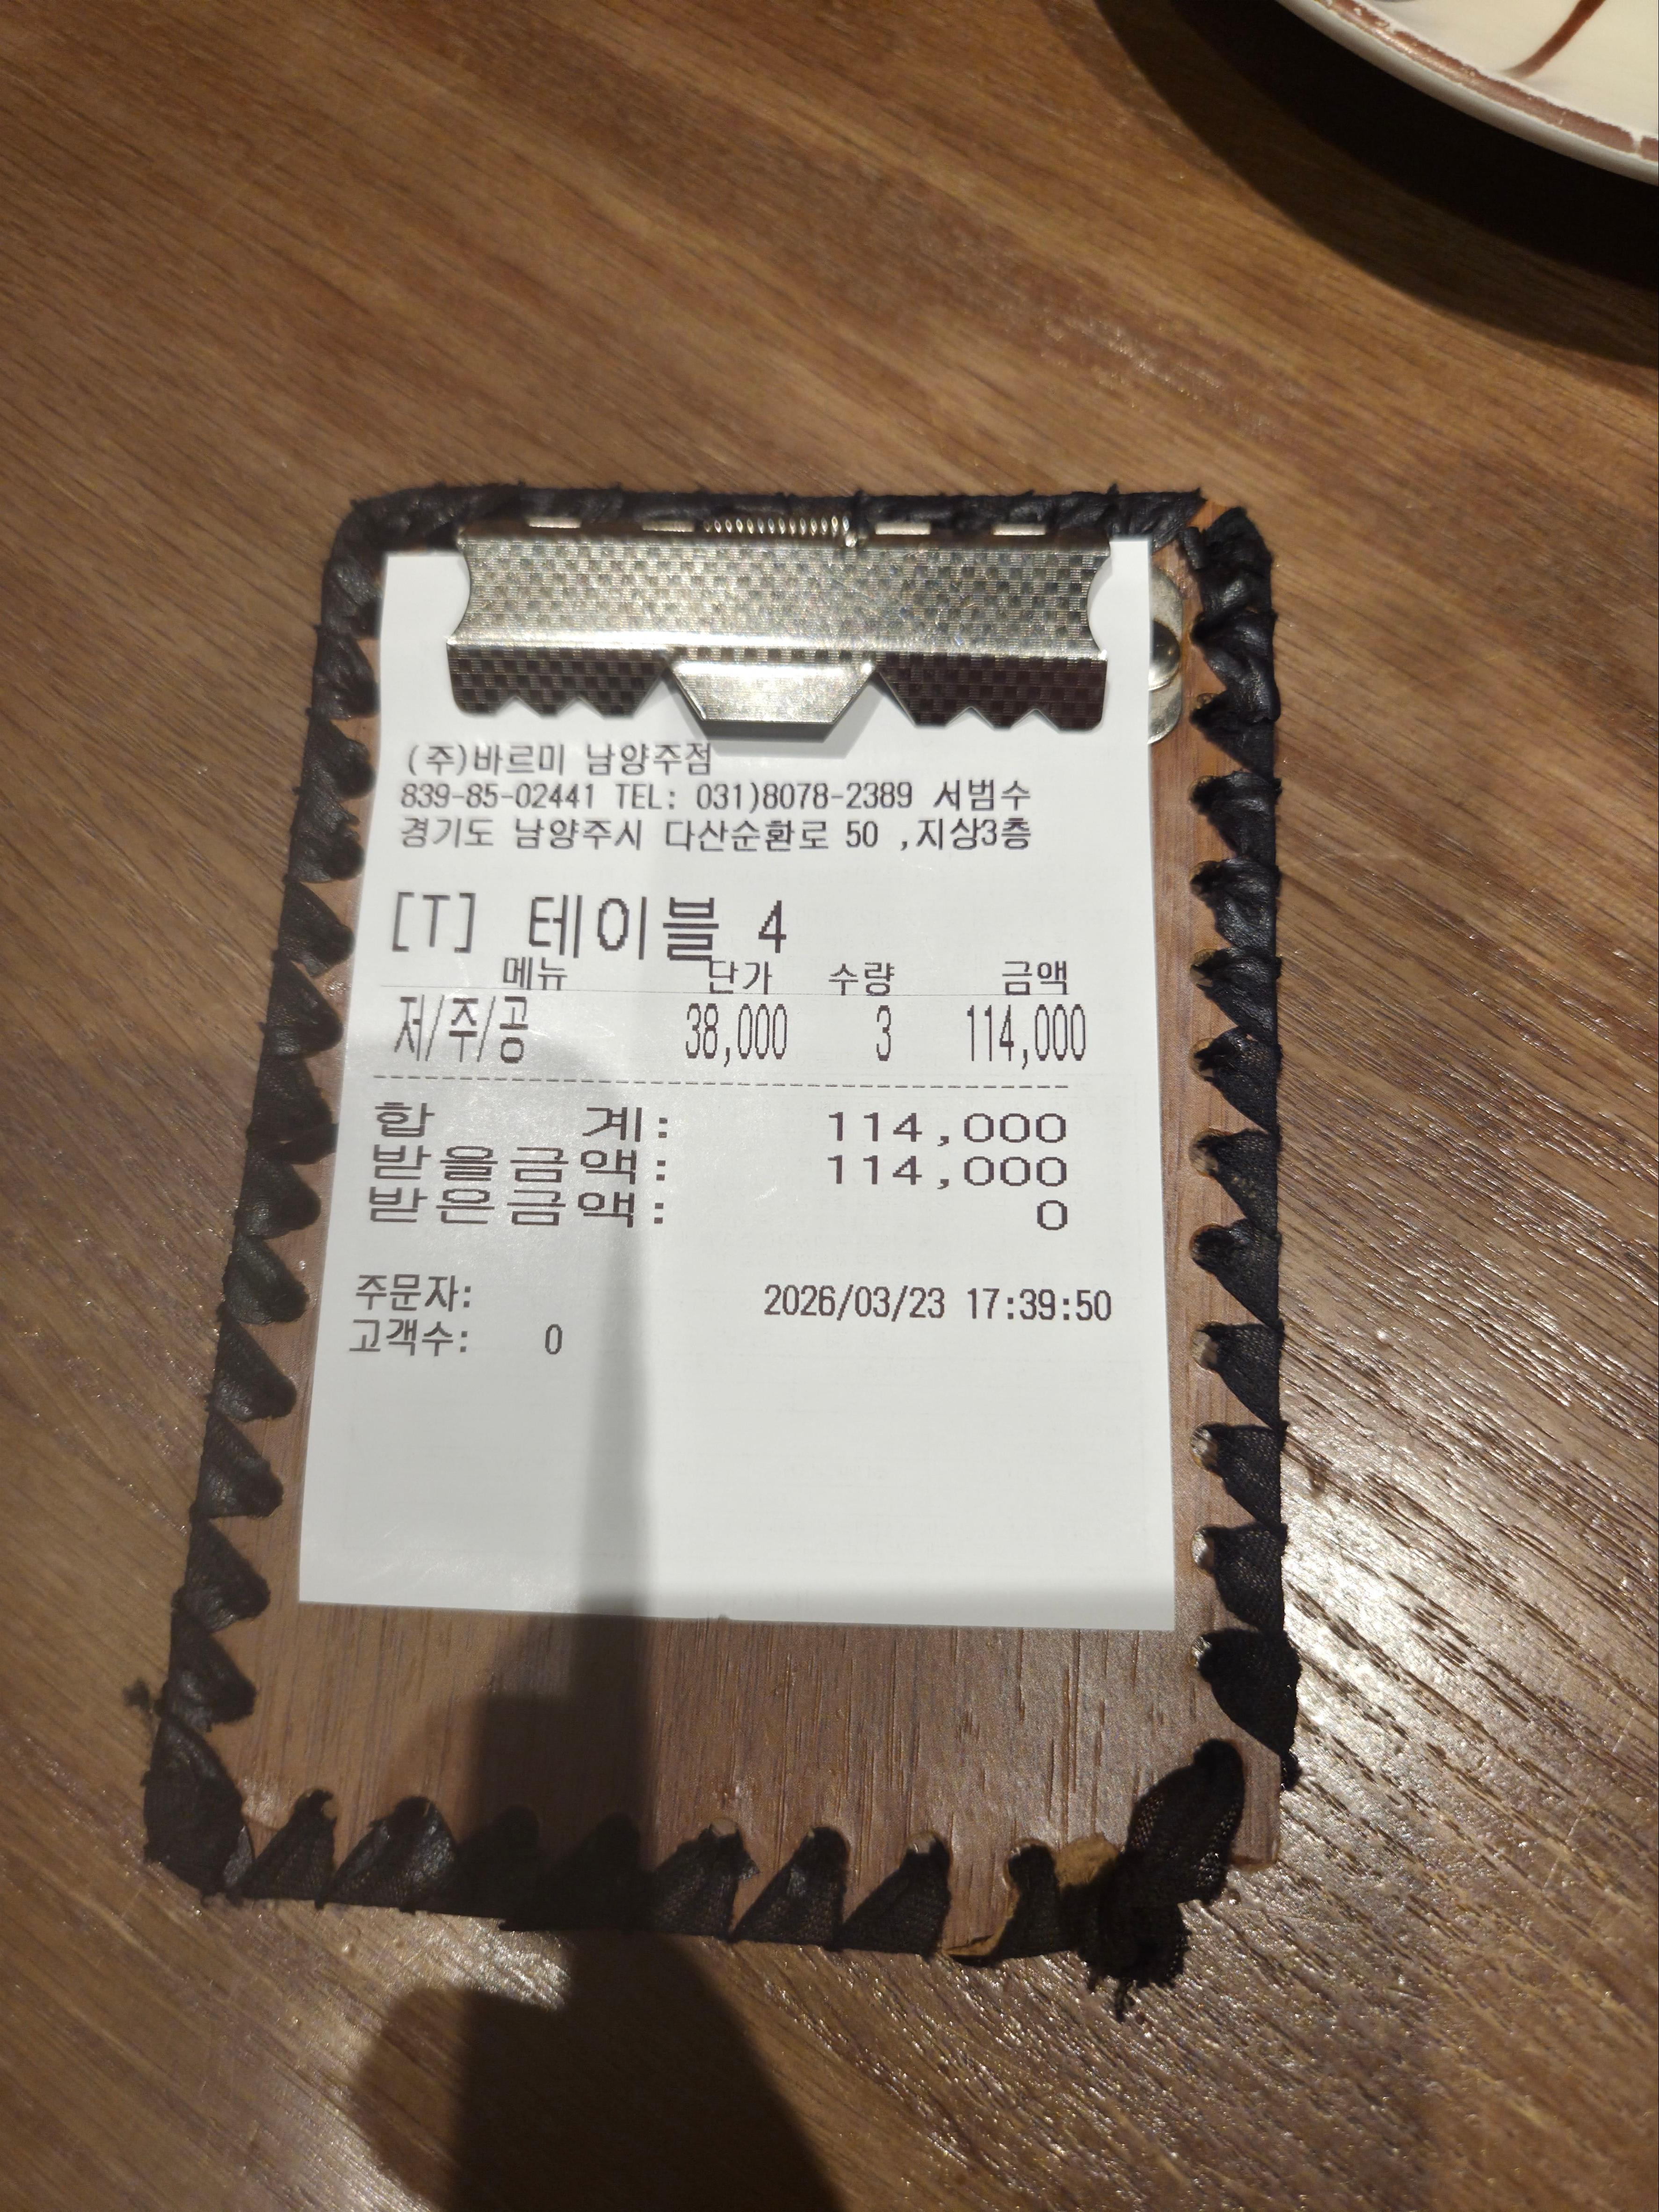 (주)바르미 남양주점
839-85-02441 TEL: 031)8078-2389 서범수
경기도 남양주시 다산순환로 50 ,지상3층
[T] 테이블 4
메뉴 단가 수량 금액
저/주/공 38,000 3 114,000
합 계: 114,000
받을금액: 114,000
받은금액: 0
주문자: 2026/03/23 17:39:50
고객수: 0